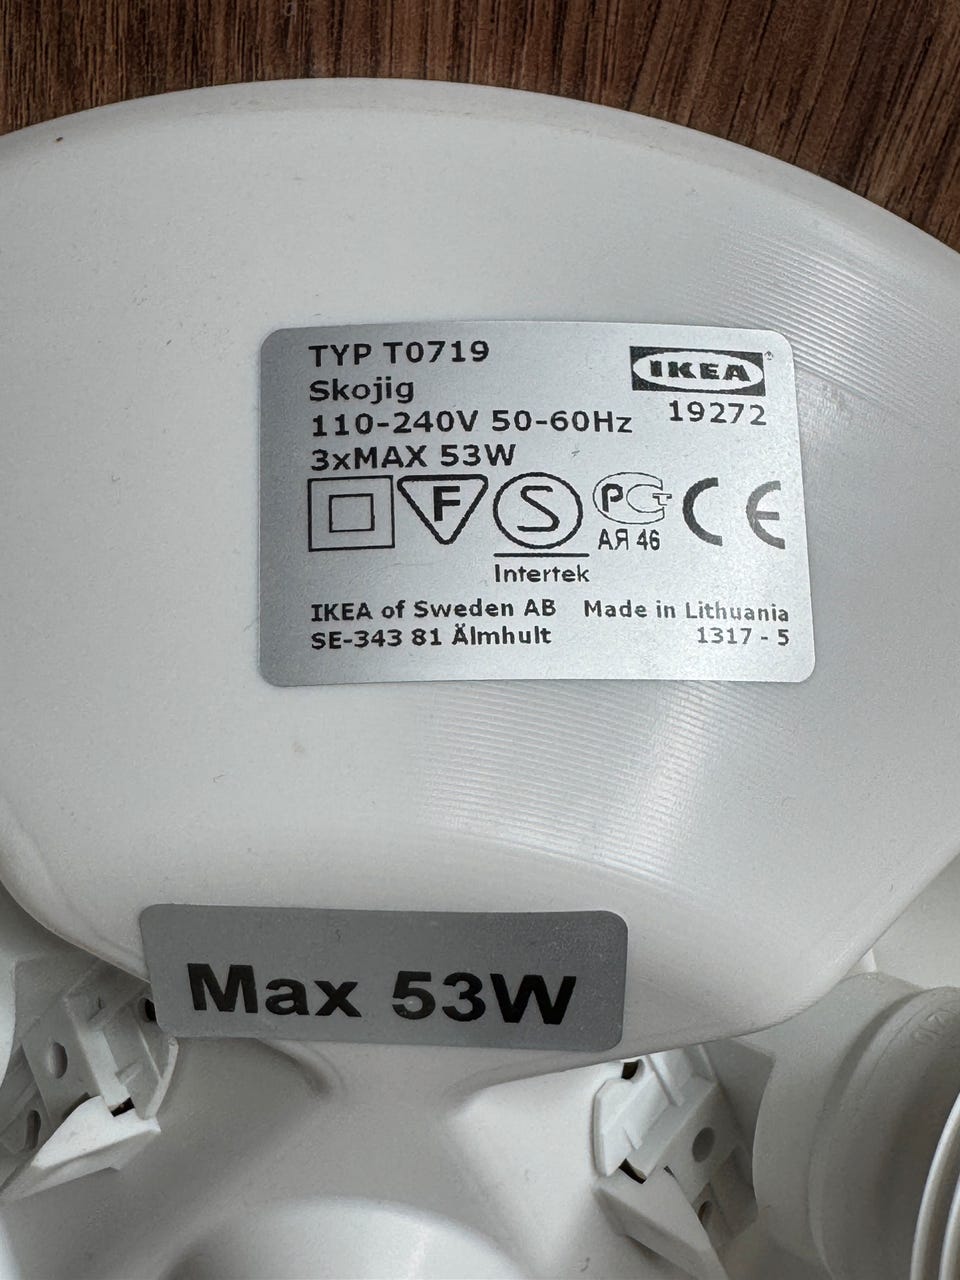 TYP T0719
Skojig
110-240V 50-60Hz
3xMAX 53W
IKEA
19272
F
S
Intertek
РСТ
АЯ 46
CE
IKEA of Sweden AB
SE-343 81 Älmhult
Made in Lithuania
1317 - 5
Max 53W